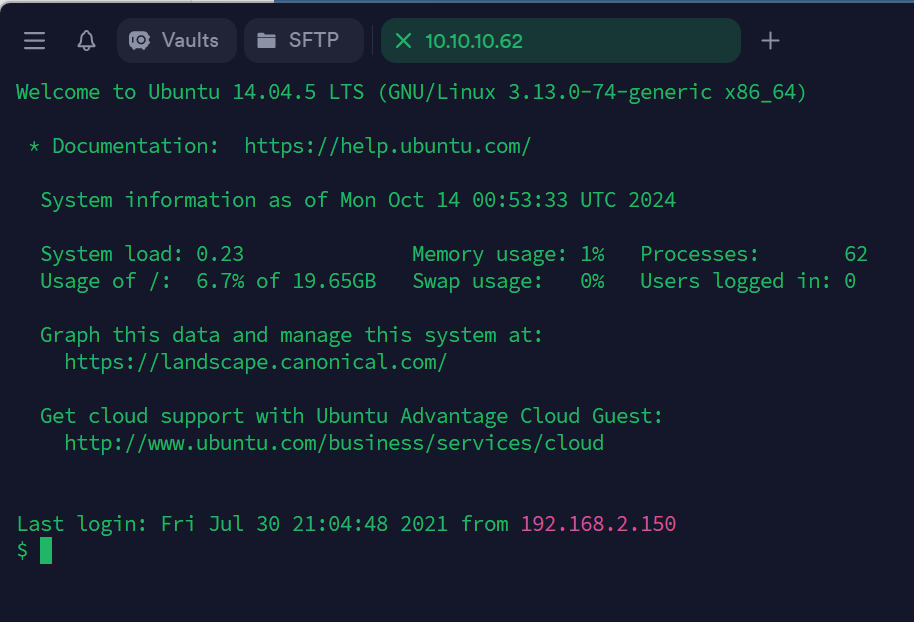 Vaults SFTP 10.10.10.62
Welcome to Ubuntu 14.04.5 LTS (GNU/Linux 3.13.0-74-generic x86_64)
* Documentation: https://help.ubuntu.com/
System information as of Mon Oct 14 00:53:33 UTC 2024
System load: 0.23 Memory usage: 1% Processes: 62
Usage of /: 6.7% of 19.65GB Swap usage: 0% Users logged in: 0
Graph this data and manage this system at:
https://landscape.canonical.com/
Get cloud support with Ubuntu Advantage Cloud Guest:
http://www.ubuntu.com/business/services/cloud
Last login: Fri Jul 30 21:04:48 2021 from 192.168.2.150
$